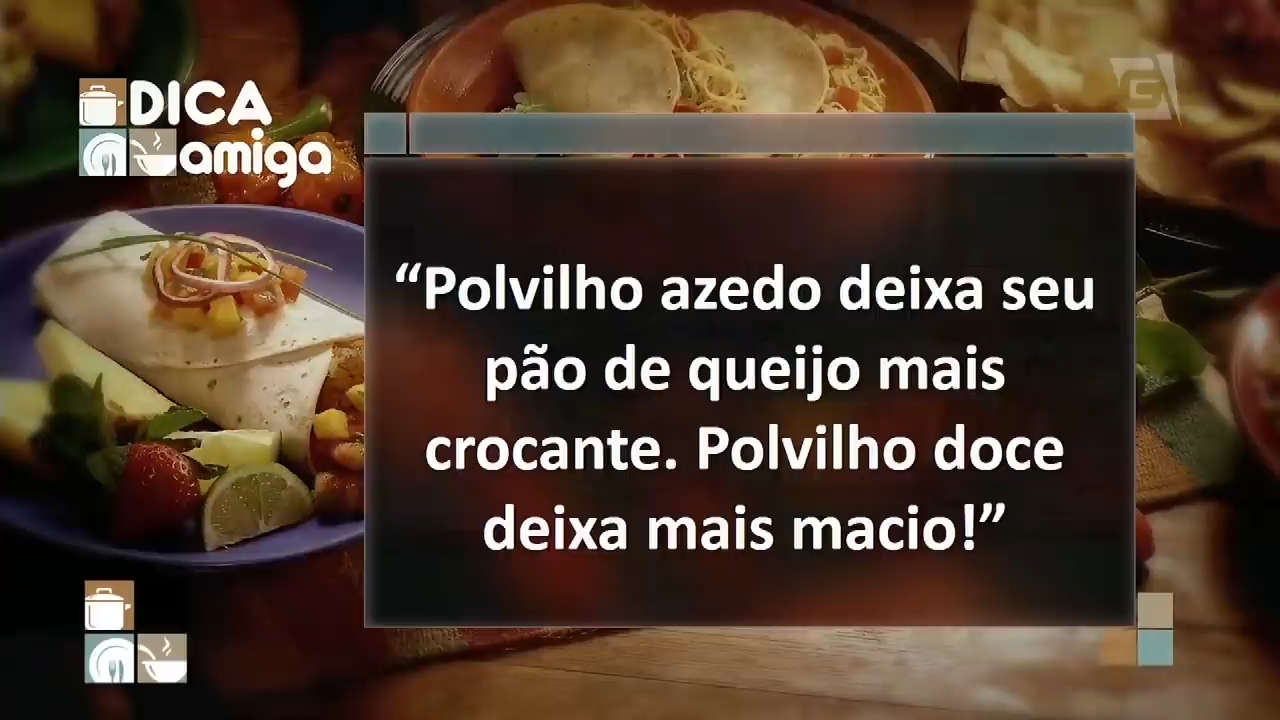 DICA
amiga
G
“Polvilho azedo deixa seu
pão de queijo mais
crocante. Polvilho doce
deixa mais macio!”